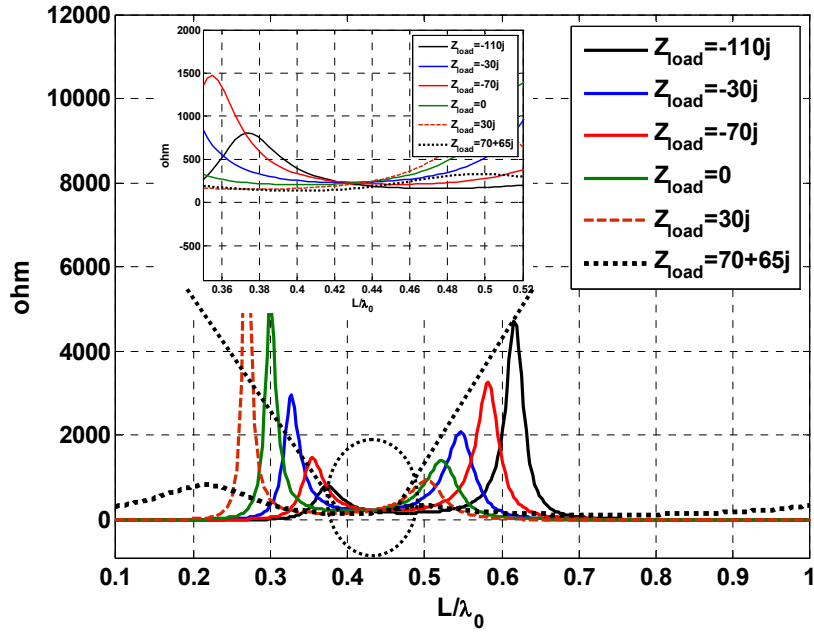 12000
10000
8000
6000
4000
2000
0
ohm
0.1
0.2
0.3
0.4
0.5
0.6
0.7
0.8
0.9
1
L/λ0
Zload=-110j
Zload=-30j
Zload=-70j
Zload=0
Zload=30j
Zload=70+65j
2000
1500
1000
500
0
-500
ohm
0.36
0.38
0.4
0.42
0.44
0.46
0.48
0.5
0.52
L/λ0
Zload=-110j
Zload=-30j
Zload=-70j
Zload=0
Zload=30j
Zload=70+65j